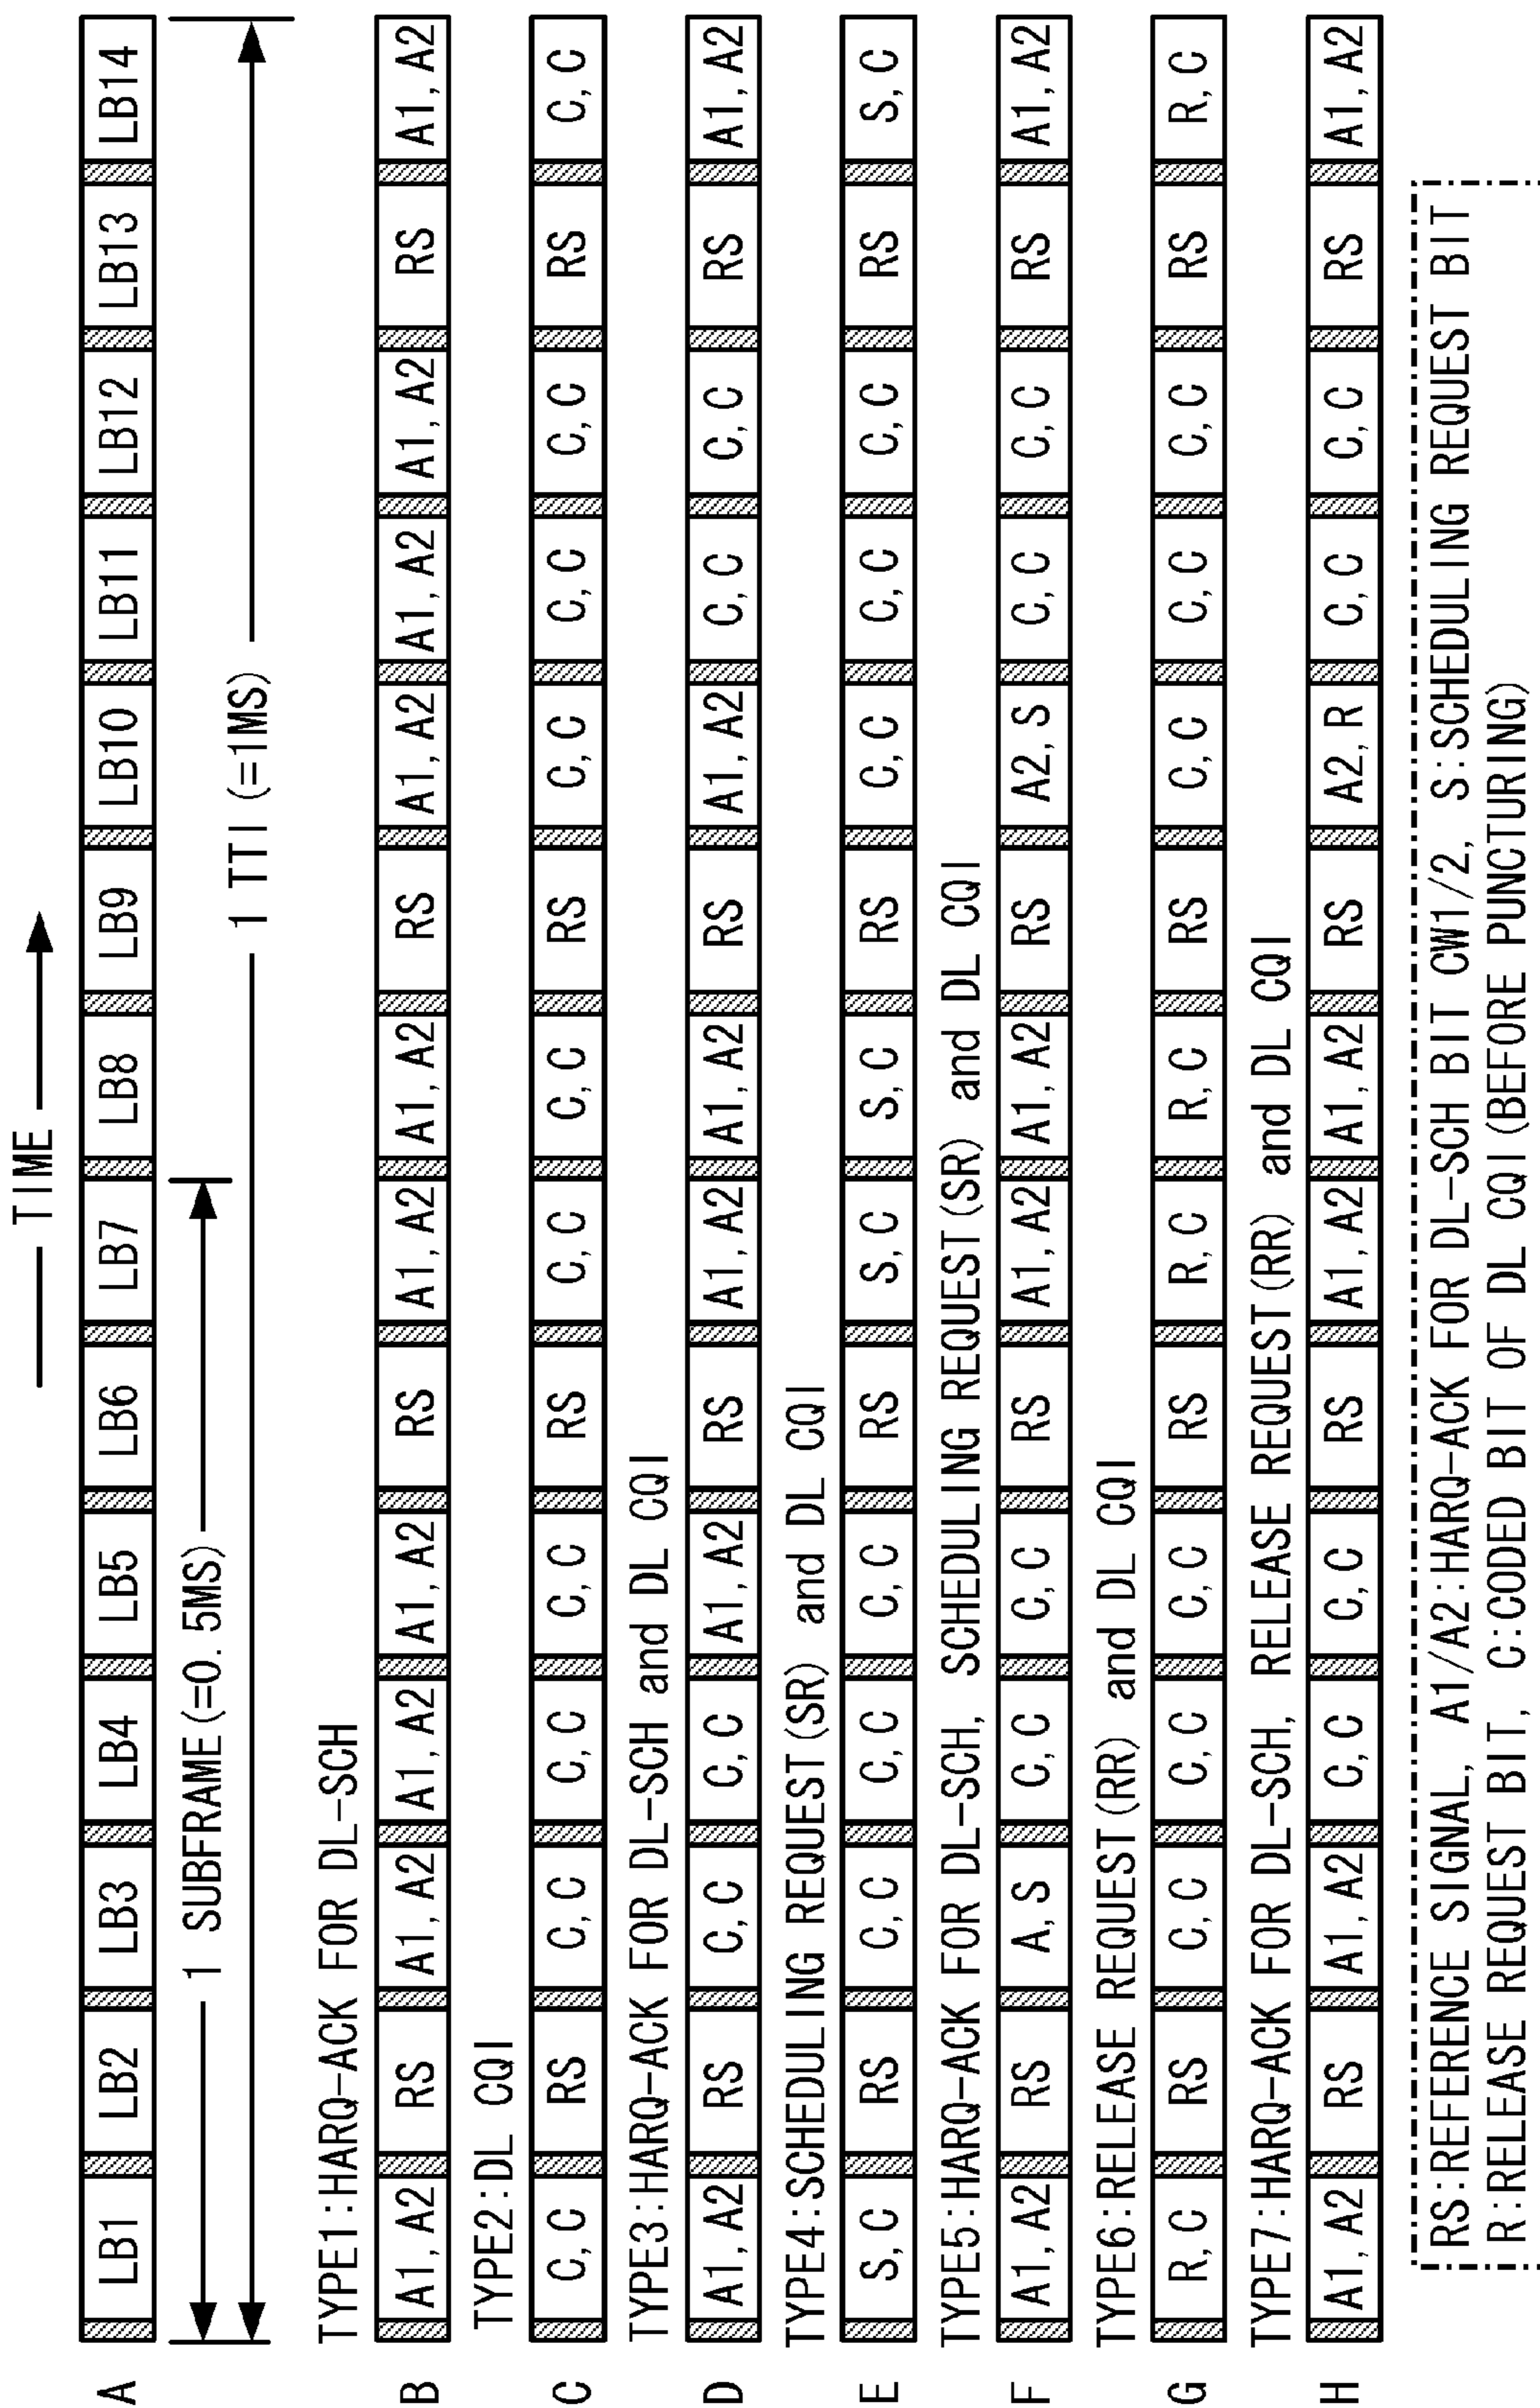 TIME
A LB1 LB2 LB3 LB4 LB5 LB6 LB7 LB8 LB9 LB10 LB11 LB12 LB13 LB14
1 SUBFRAME(=0.5MS)
1 TTI(=1MS)
TYPE1:HARQ-ACK FOR DL-SCH
B A1,A2 RS A1,A2 A1,A2 A1,A2 RS A1,A2 A1,A2 RS A1,A2 A1,A2 A1,A2 RS A1,A2
TYPE2:DL CQI
C C,C RS C,C C,C C,C RS C,C C,C RS C,C C,C C,C RS C,C
TYPE3:HARQ-ACK FOR DL-SCH and DL CQI
D A1,A2 RS C,C C,C A1,A2 RS A1,A2 A1,A2 RS A1,A2 C,C C,C RS A1,A2
TYPE4:SCHEDULING REQUEST(SR) and DL CQI
E S,C RS C,C C,C C,C RS S,C S,C RS C,C C,C C,C RS S,C
TYPE5:HARQ-ACK FOR DL-SCH, SCHEDULING REQUEST(SR) and DL CQI
F A1,A2 RS A,S C,C C,C RS A1,A2 A1,A2 RS A2,S C,C C,C RS A1,A2
TYPE6:RELEASE REQUEST(RR) and DL CQI
G R,C RS C,C C,C C,C RS R,C R,C RS C,C C,C C,C RS R,C
TYPE7:HARQ-ACK FOR DL-SCH, RELEASE REQUEST(RR) and DL CQI
H A1,A2 RS A1,A2 C,C C,C RS A1,A2 A1,A2 RS A2,R C,C C,C RS A1,A2
RS:REFERENCE SIGNAL, A1/A2:HARQ-ACK FOR DL-SCH BIT CW1/2, S:SCHEDULING REQUEST BIT
R:RELEASE REQUEST BIT, C:CODED BIT OF DL CQI(BEFORE PUNCTURING)